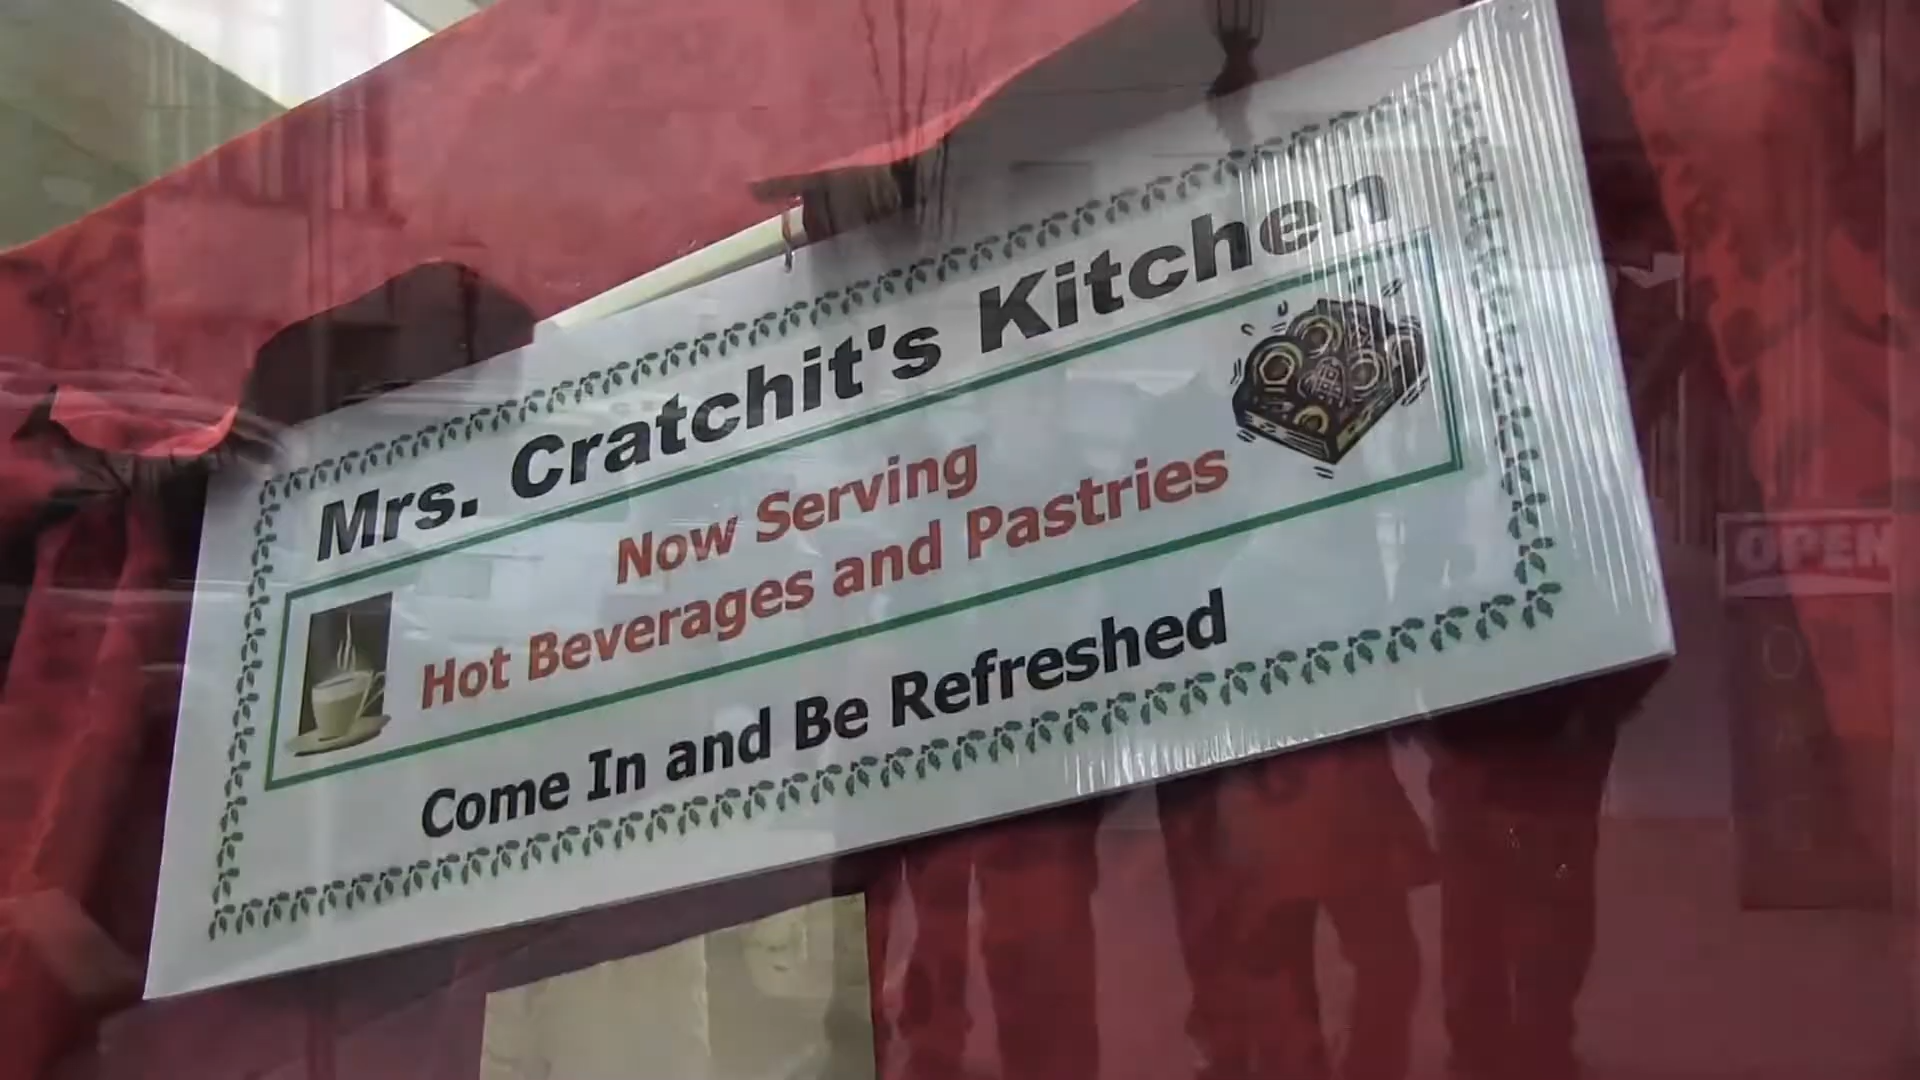 Mrs. Cratchit's Kitchen
Now Serving
Hot Beverages and Pastries
Come In and Be Refreshed
OPEN